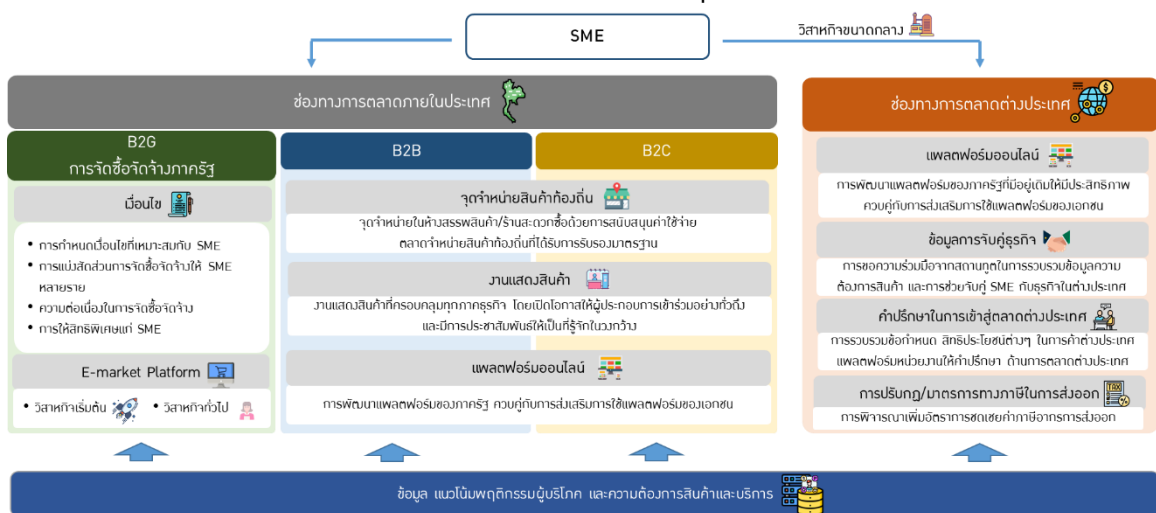 SME
วิสาหกิจขนาดกลาง
ช่องทางการตลาดภายในประเทศ
B2G
การจัดซื้อจัดจ้างภาครัฐ
เงื่อนไข
• การกำหนดเงื่อนไขที่เหมาะสมกับ SME
• การแบ่งสัดส่วนการจัดซื้อจัดจ้างให้ SME
หลายราย
• ความต่อเนื่องในการจัดซื้อจัดจ้าง
• การให้สิทธิพิเศษแก่ SME
E-market Platform
• วิสาหกิจเริ่มต้น • วิสาหกิจทั่วไป
B2B
B2C
จุดจำหน่ายสินค้าท้องถิ่น
จุดจำหน่ายในห้างสรรพสินค้า/ร้านสะดวกซื้อด้วยการสนับสนุนค่าใช้จ่าย
ตลาดจำหน่ายสินค้าท้องถิ่นที่ได้รับการรับรองมาตรฐาน
งานแสดงสินค้า
งานแสดงสินค้าที่ครอบคลุมทุกภาคธุรกิจ โดยเปิดโอกาสให้ผู้ประกอบการเข้าร่วมอย่างทั่วถึง
และมีการประชาสัมพันธ์ให้เป็นที่รู้จักในวงกว้าง
แพลตฟอร์มออนไลน์
การพัฒนาแพลตฟอร์มของภาครัฐ ควบคู่กับการส่งเสริมการใช้แพลตฟอร์มของเอกชน
ช่องทางการตลาดต่างประเทศ
แพลตฟอร์มออนไลน์
การพัฒนาแพลตฟอร์มของภาครัฐที่มีอยู่เดิมให้มีประสิทธิภาพ
ควบคู่กับการส่งเสริมการใช้แพลตฟอร์มของเอกชน
ข้อมูลการจับคู่ธุรกิจ
การขอความร่วมมือจากสถานทูตในการรวบรวมข้อมูลความ
ต้องการสินค้า และการช่วยจับคู่ SME กับธุรกิจในต่างประเทศ
คำปรึกษาในการเข้าสู่ตลาดต่างประเทศ
การรวบรวมข้อกำหนด สิทธิประโยชน์ต่างๆ ในการค้าต่างประเทศ
แพลตฟอร์มหน่วยงานให้คำปรึกษา ด้านการตลาดต่างประเทศ
การปรับกฎ/มาตรการทางภาษีในการส่งออก
TAX
การพิจารณาเพิ่มอัตราการชดเชยค่าภาษีอากรการส่งออก
ข้อมูล แนวโน้มพฤติกรรมผู้บริโภค และความต้องการสินค้าและบริการ